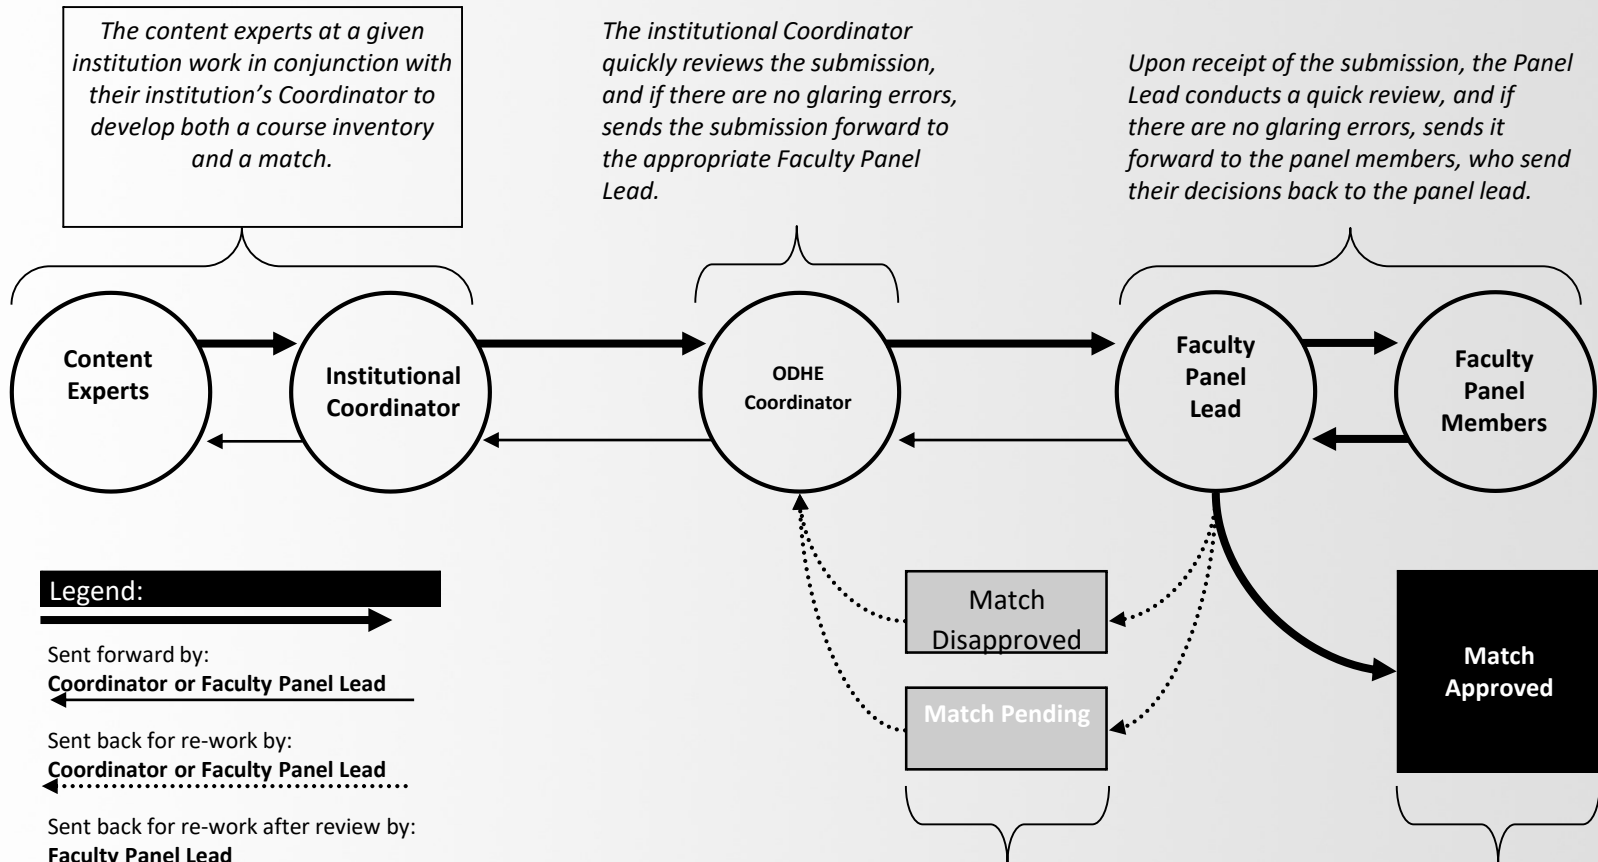 The content experts at a given
institution work in conjunction with
their institution's Coordinator to
develop both a course inventory
and a match.
The institutional Coordinator
quickly reviews the submission,
and if there are no glaring errors,
sends the submission forward to
the appropriate Faculty Panel
Lead.
Upon receipt of the submission, the Panel
Lead conducts a quick review, and if
there are no glaring errors, sends it
forward to the panel members, who send
their decisions back to the panel lead.
Content
Experts
Institutional
Coordinator
ODHE
Coordinator
Faculty
Panel
Lead
Faculty
Panel
Members
Legend:
Sent forward by:
Coordinator or Faculty Panel Lead
Sent back for re-work by:
Coordinator or Faculty Panel Lead
Sent back for re-work after review by:
Faculty Panel Lead
Match
Disapproved
Match Pending
Match
Approved